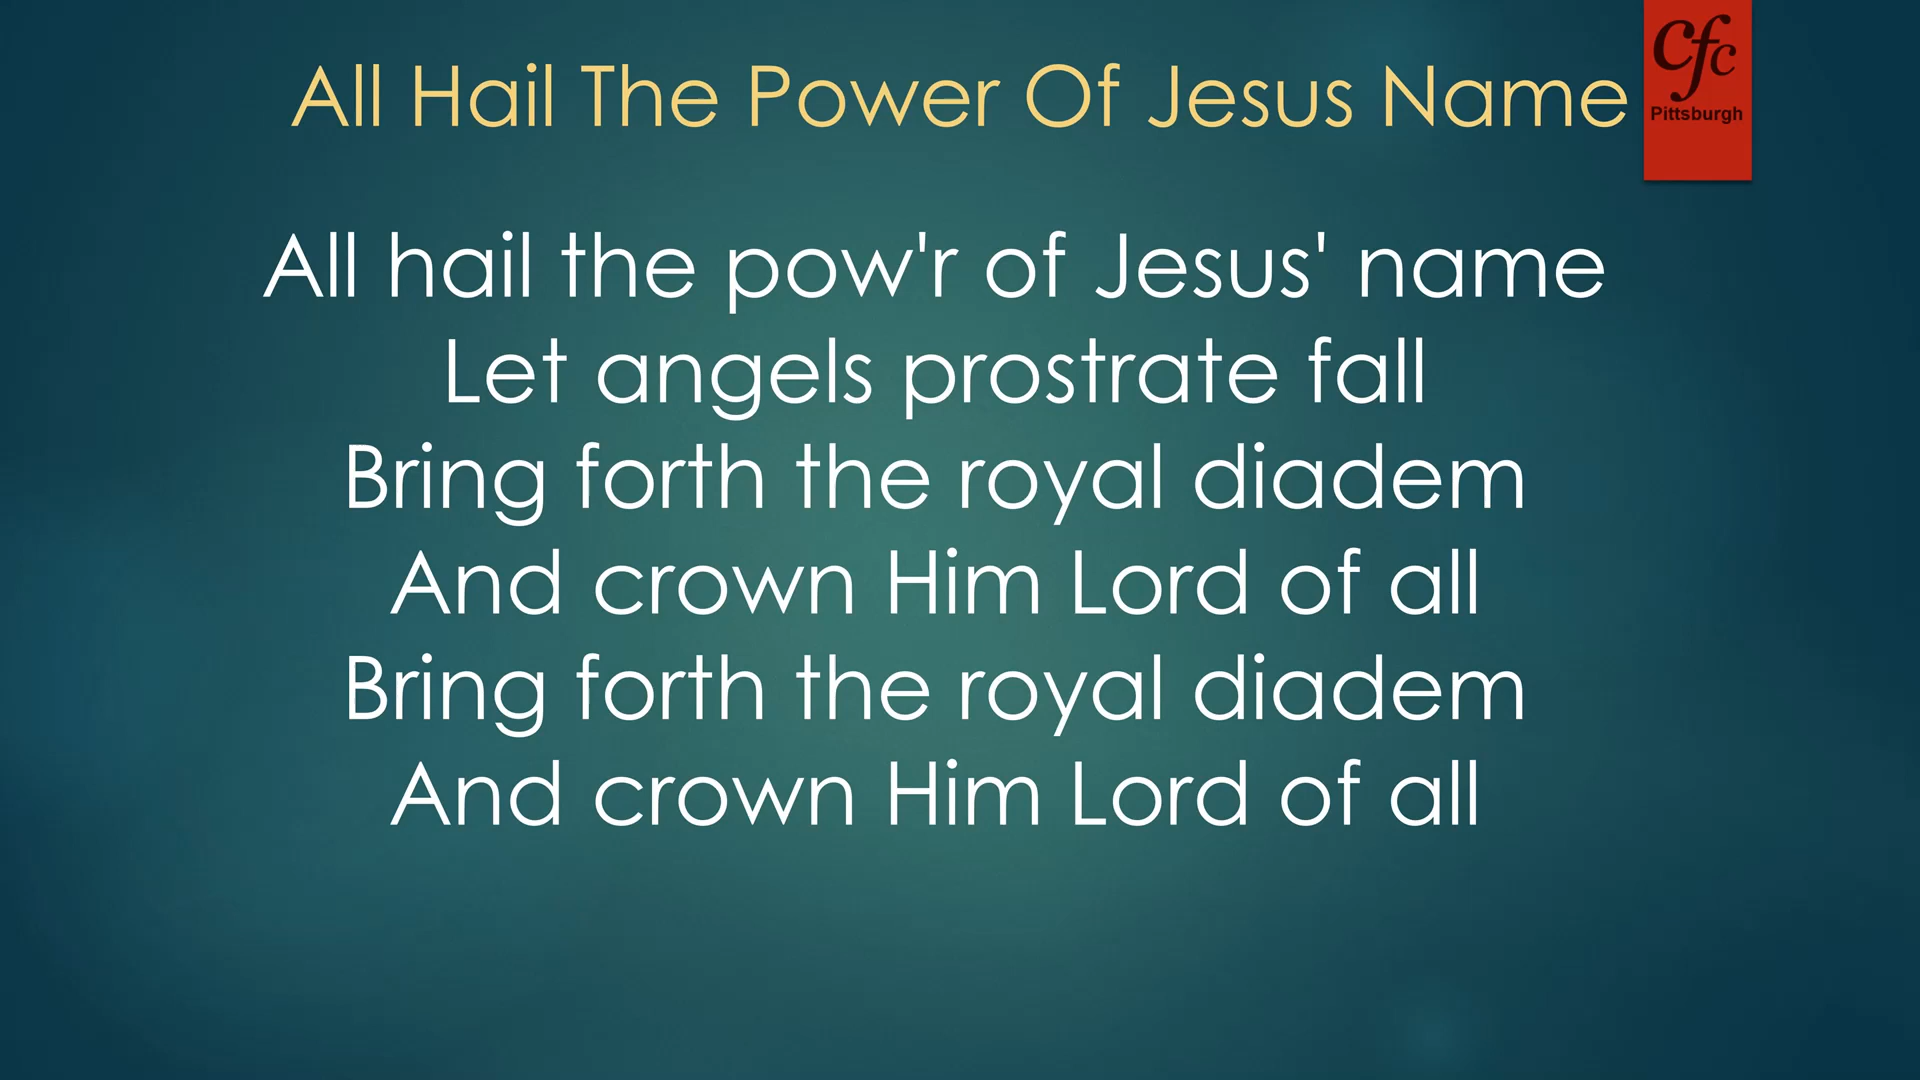 All Hail The Power Of Jesus Name
cfc
Pittsburgh
All hail the pow'r of Jesus' name
Let angels prostrate fall
Bring forth the royal diadem
And crown Him Lord of all
Bring forth the royal diadem
And crown Him Lord of all